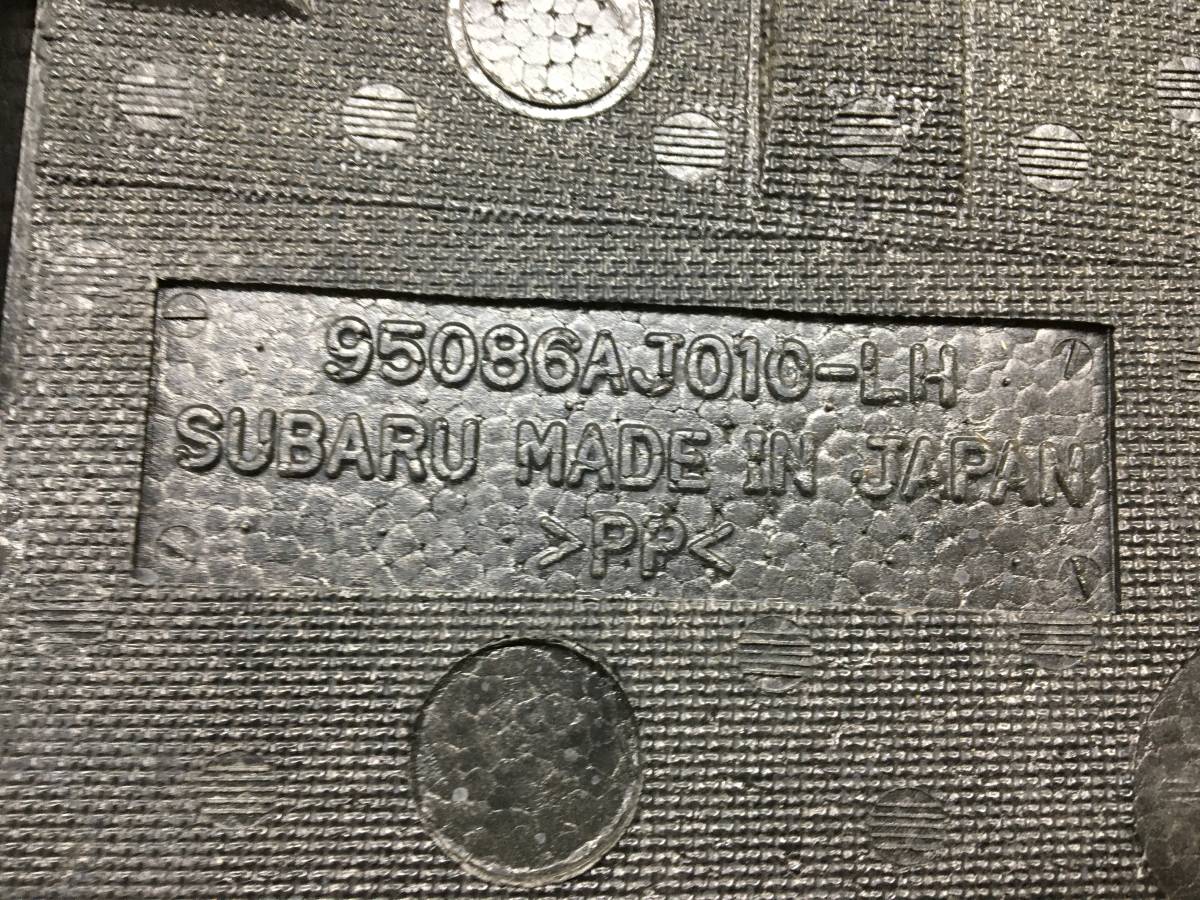 95086AJ010-LH
SUBARU MADE IN JAPAN
>PP<